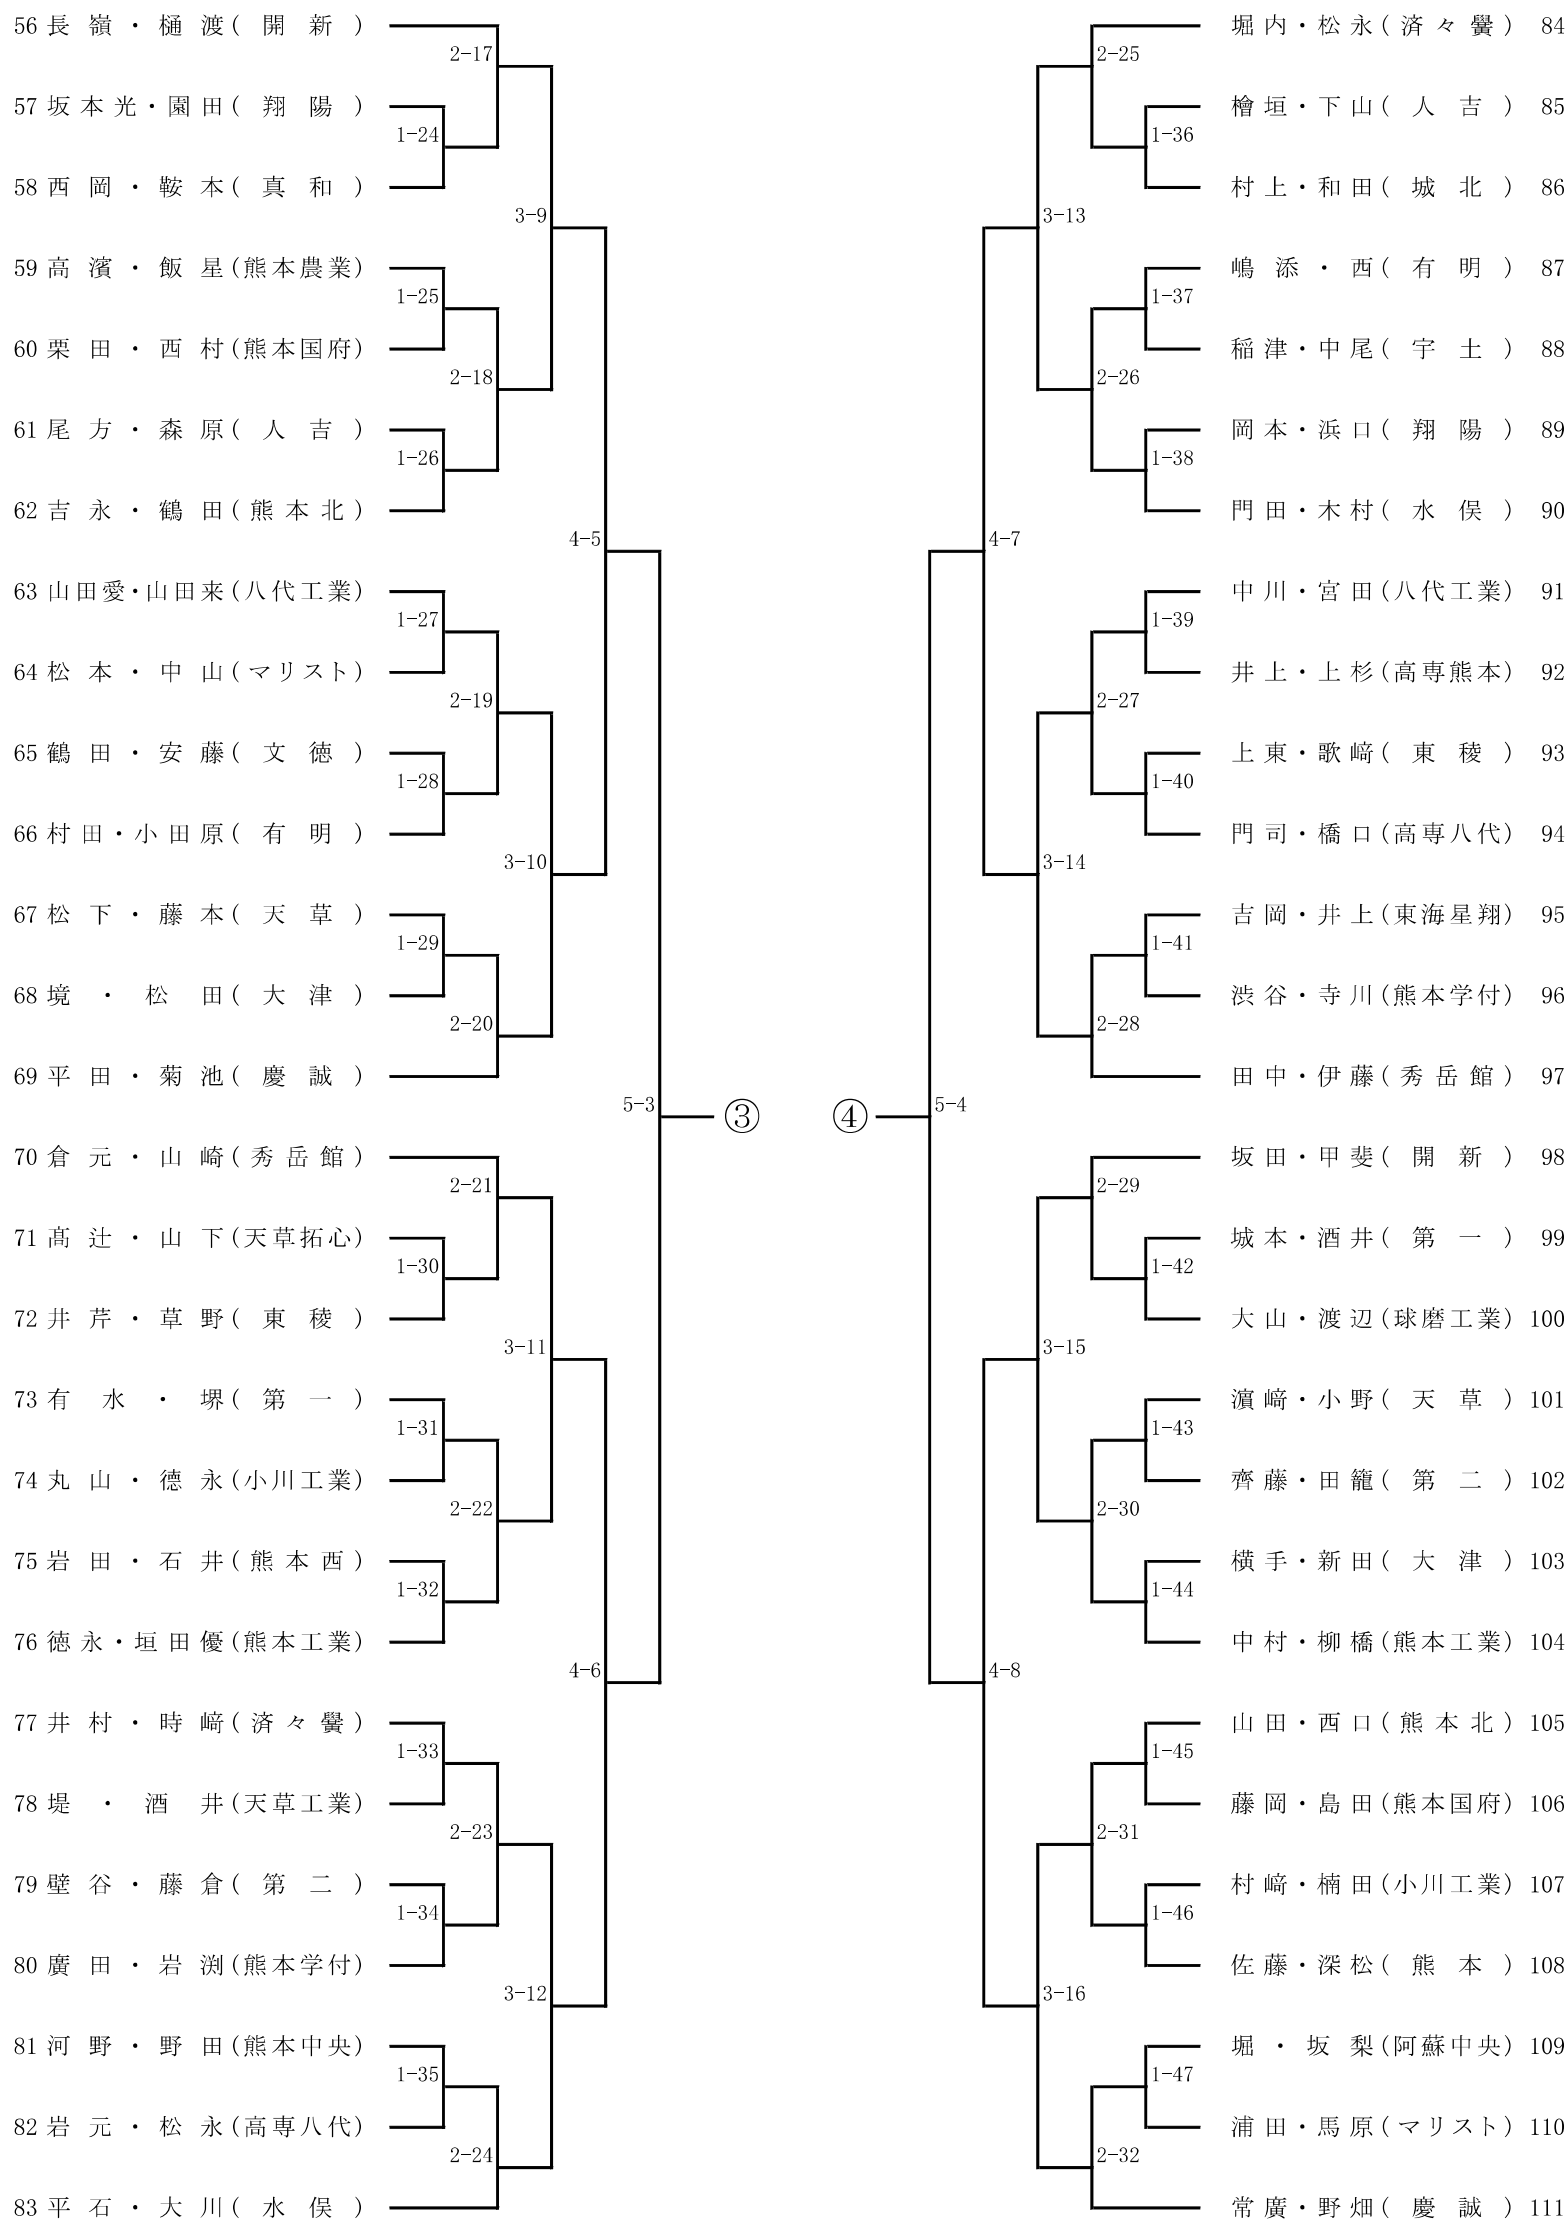 56 長嶺・樋渡(開新)
2-17
57 坂本光・園田(翔陽)
1-24
58 西岡・鞍本(真和)
3-9
59 高濱・飯星(熊本農業)
1-25
60 栗田・西村(熊本国府)
2-18
61 尾方・森原(人吉)
1-26
62 吉永・鶴田(熊本北)
4-5
63 山田愛・山田来(八代工業)
1-27
64 松本・中山(マリスト)
2-19
65 鶴田・安藤(文徳)
1-28
66 村田・小田原(有明)
3-10
67 松下・藤本(天草)
1-29
68 境・松田(大津)
2-20
69 平田・菊池(慶誠)
5-3
③
70 倉元・山崎(秀岳館)
2-21
71 髙辻・山下(天草拓心)
1-30
72 井芹・草野(東稜)
3-11
73 有水・堺(第一)
1-31
74 丸山・德永(小川工業)
2-22
75 岩田・石井(熊本西)
1-32
76 徳永・垣田優(熊本工業)
4-6
77 井村・時﨑(済々黌)
1-33
78 堤・酒井(天草工業)
2-23
79 壁谷・藤倉(第二)
1-34
80 廣田・岩渕(熊本学付)
3-12
81 河野・野田(熊本中央)
1-35
82 岩元・松永(高専八代)
2-24
83 平石・大川(水俣)
堀内・松永(済々黌) 84
2-25
檜垣・下山(人吉) 85
1-36
村上・和田(城北) 86
3-13
嶋添・西(有明) 87
1-37
稲津・中尾(宇土) 88
2-26
岡本・浜口(翔陽) 89
1-38
門田・木村(水俣) 90
4-7
中川・宮田(八代工業) 91
1-39
井上・上杉(高専熊本) 92
2-27
上東・歌﨑(東稜) 93
1-40
門司・橋口(高専八代) 94
3-14
吉岡・井上(東海星翔) 95
1-41
渋谷・寺川(熊本学付) 96
2-28
田中・伊藤(秀岳館) 97
④
5-4
坂田・甲斐(開新) 98
2-29
城本・酒井(第一) 99
1-42
大山・渡辺(球磨工業) 100
3-15
濵﨑・小野(天草) 101
1-43
齊藤・田籠(第二) 102
2-30
横手・新田(大津) 103
1-44
中村・柳橋(熊本工業) 104
4-8
山田・西口(熊本北) 105
1-45
藤岡・島田(熊本国府) 106
2-31
村﨑・楠田(小川工業) 107
1-46
佐藤・深松(熊本) 108
3-16
堀・坂梨(阿蘇中央) 109
1-47
浦田・馬原(マリスト) 110
2-32
常廣・野畑(慶誠) 111